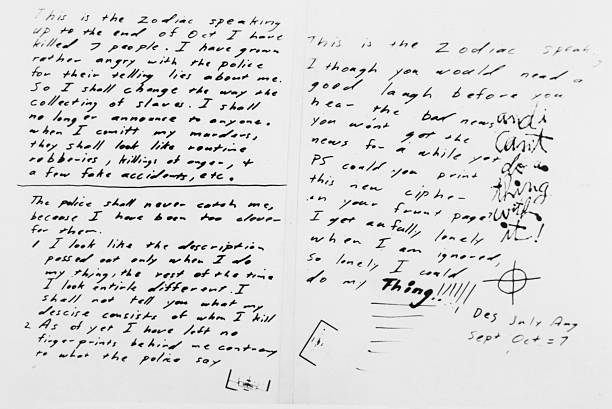 This is the Zodiac speaking
up to the end of Oct I have
killed 7 people. I have grown
rather angry with the police
for their telling lies about me.
So I shall change the way the
collecting of slaves. I shall
no longer announce to anyone.
when I comitt my murders,
they shall look like routine
robberies, killings of anger, +
a few fake accidents, etc.
The police shall never catch me,
because I have been too clever
for them.
1 I look like the description
passed out only when I do
my thing, the rest of the time
I look entirle different. I
shall not tell you what my
descise consists of when I kill
2 As of yet I have left no
fingerprints behind me contrary
to what the police say
This is the Zodiac speak
I though you would need a
good laugh before you
hear the bad news
you won't get the
news for a while yet
PS could you print
this new ciphe
in your frunt page?
I get awfully lonely
when I am ignored,
so lonely I could
do my Thing!!!!!!
and i
can't
do a
thing
with
it!
Des July Aug
Sept Oct = 7